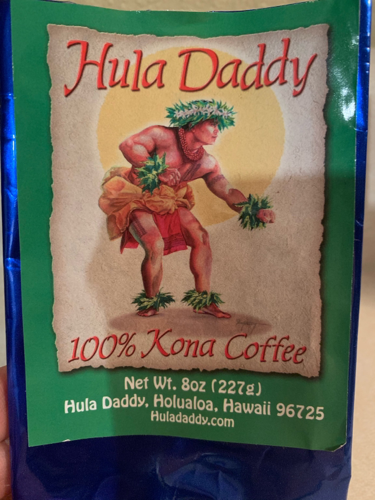 Hula Daddy
100% Kona Coffee
Net Wt. 8oz (227g)
Hula Daddy, Holualoa, Hawaii 96725
Huladaddy.com